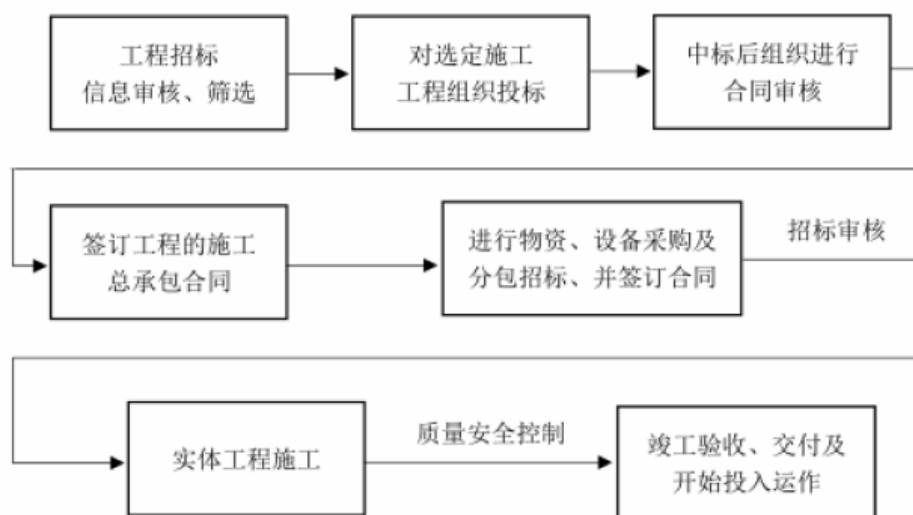 工程招标
信息审核、筛选
对选定施工
工程组织投标
中标后组织进行
合同审核
签订工程的施工
总承包合同
进行物资、设备采购及
分包招标、并签订合同
招标审核
实体工程施工
质量安全控制
竣工验收、交付及
开始投入运作